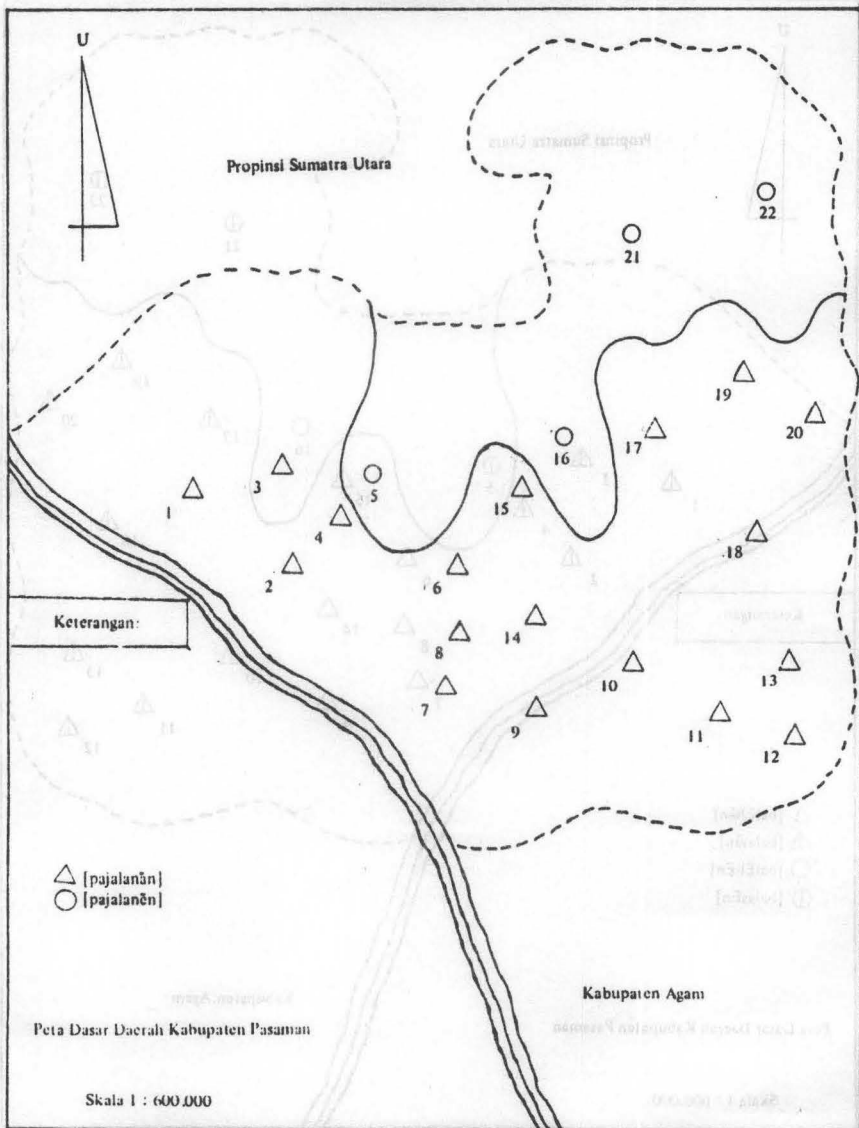 U
Propinsi Sumatra Utara
22
21
19
20
17
16
3
5
15
1
4
18
2
6
Keterangan:
14
8
10
13
7
9
11
12
△ [pajalanan]
○ [pajalanēn]
Kabupaten Agam
Peta Dasar Daerah Kabupaten Pasaman
Skala 1 : 600.000